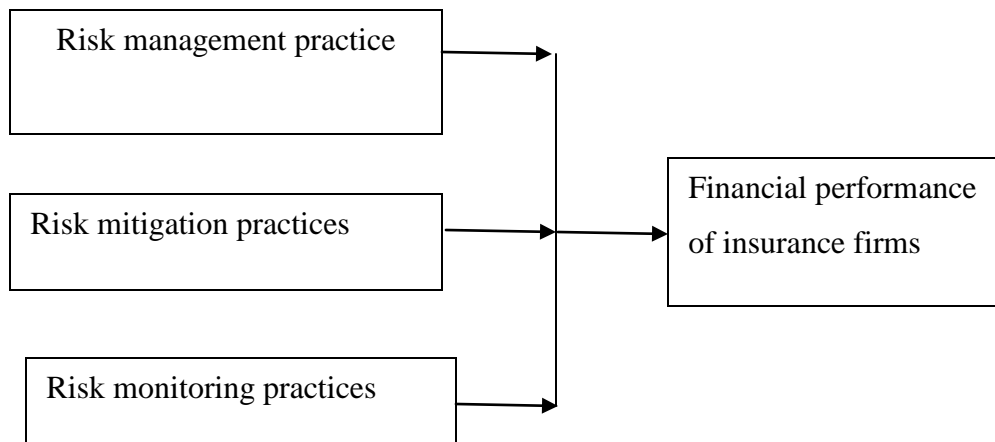 Risk management practice
Risk mitigation practices
Financial performance
of insurance firms
Risk monitoring practices